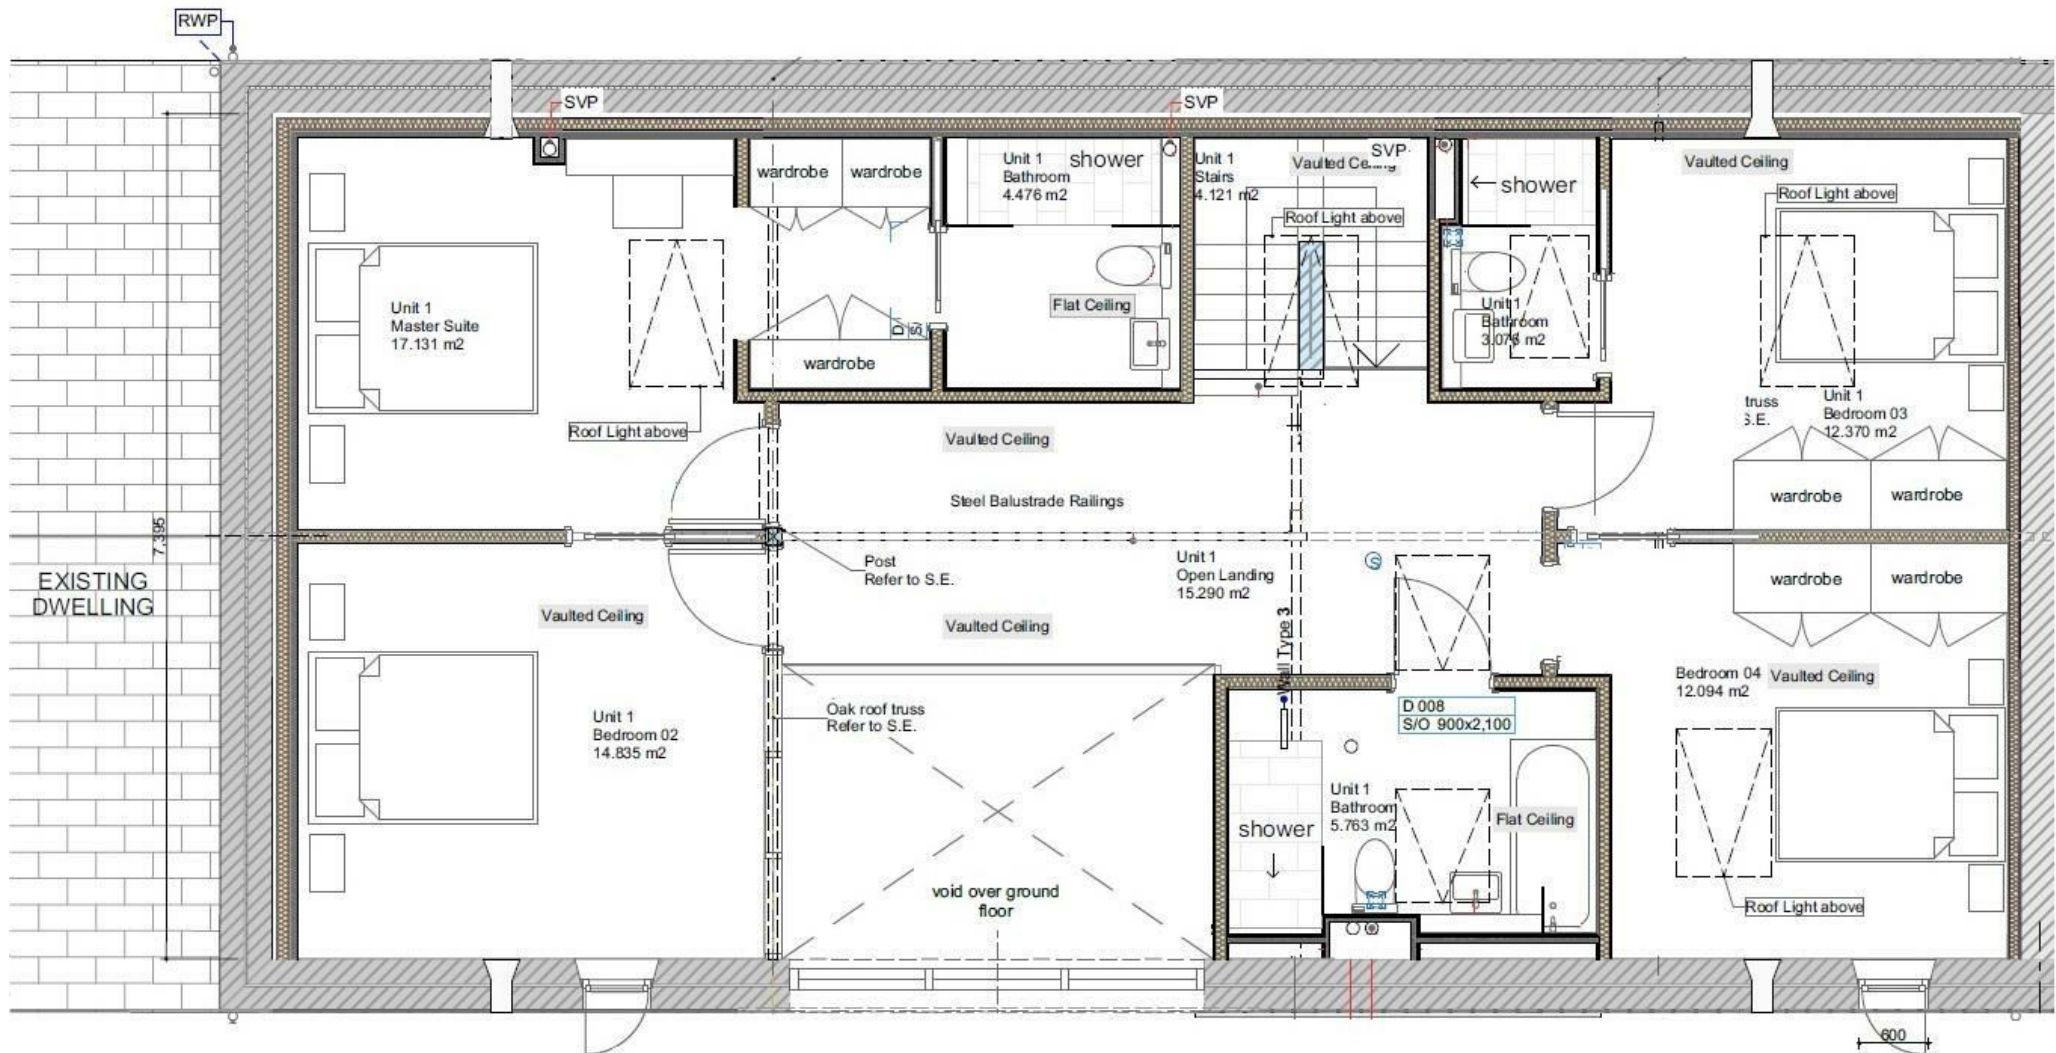 RWP
SVP
SVP
SVP
wardrobe
wardrobe
Unit 1
Bathroom
4.476 m2
shower
Unit 1
Stairs
4.121 m2
Roof Light above
shower
Vaulted Ceiling
Roof Light above
Unit 1
Master Suite
17.131 m2
Flat Ceiling
Unit 1
Bathroom
wardrobe
Roof Light above
Vaulted Ceiling
S.E.
Unit 1
Bedroom 03
12.370 m2
Steel Balustrade Railings
wardrobe
wardrobe
7,395
EXISTING
DWELLING
Post
Refer to S.E.
Unit 1
Open Landing
15.290 m2
S
wardrobe
wardrobe
Vaulted Ceiling
Vaulted Ceiling
Wall Type 3
Bedroom 04
12.094 m2
Vaulted Ceiling
Unit 1
Bedroom 02
14.835 m2
Oak roof truss
Refer to S.E.
D 008
S/O 900x2,100
Unit 1
Bathroom
5.763 m2
shower
Flat Ceiling
void over ground
floor
Roof Light above
600